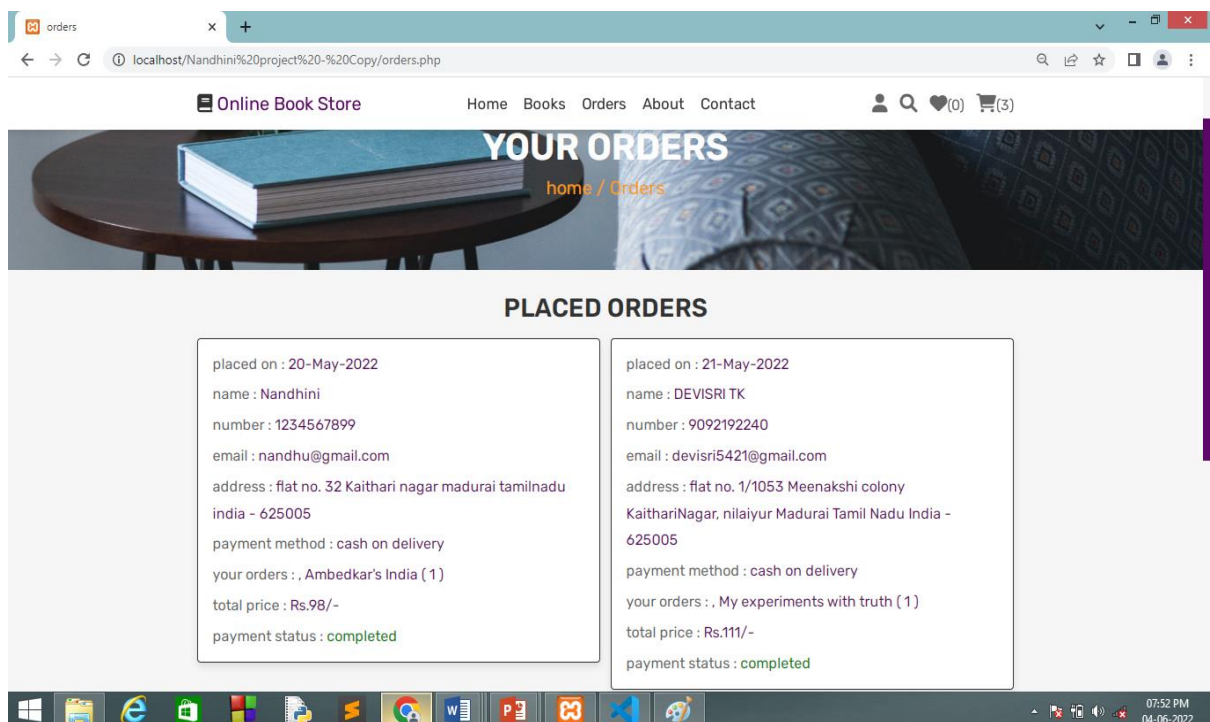 orders
localhost/Nandhini%20project%20-%20Copy/orders.php
Online Book Store
Home Books Orders About Contact
(0) (3)
YOUR ORDERS
home / Orders
PLACED ORDERS
placed on : 20-May-2022
name : Nandhini
number : 1234567899
email : nandhu@gmail.com
address : flat no. 32 Kaithari nagar madurai tamilnadu
india - 625005
payment method : cash on delivery
your orders : , Ambedkar's India ( 1 )
total price : Rs.98/-
payment status : completed
placed on : 21-May-2022
name : DEVISRI TK
number : 9092192240
email : devisri5421@gmail.com
address : flat no. 1/1053 Meenakshi colony
KaithariNagar, nilaiyur Madurai Tamil Nadu India -
625005
payment method : cash on delivery
your orders : , My experiments with truth ( 1 )
total price : Rs.111/-
payment status : completed
07:52 PM
04-06-2022